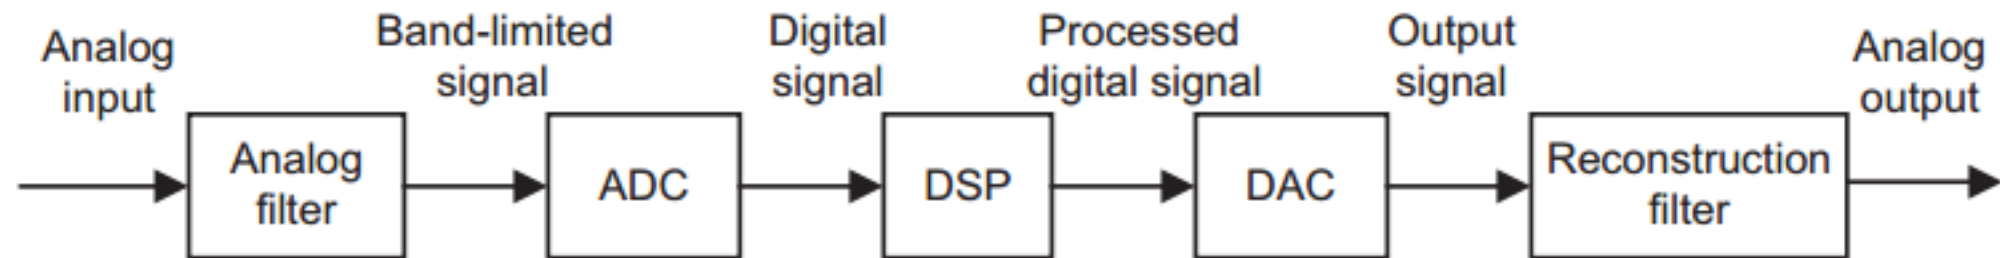 Analog
input
Band-limited
signal
Digital
signal
Processed
digital signal
Output
signal
Analog
output
Analog
filter
ADC
DSP
DAC
Reconstruction
filter